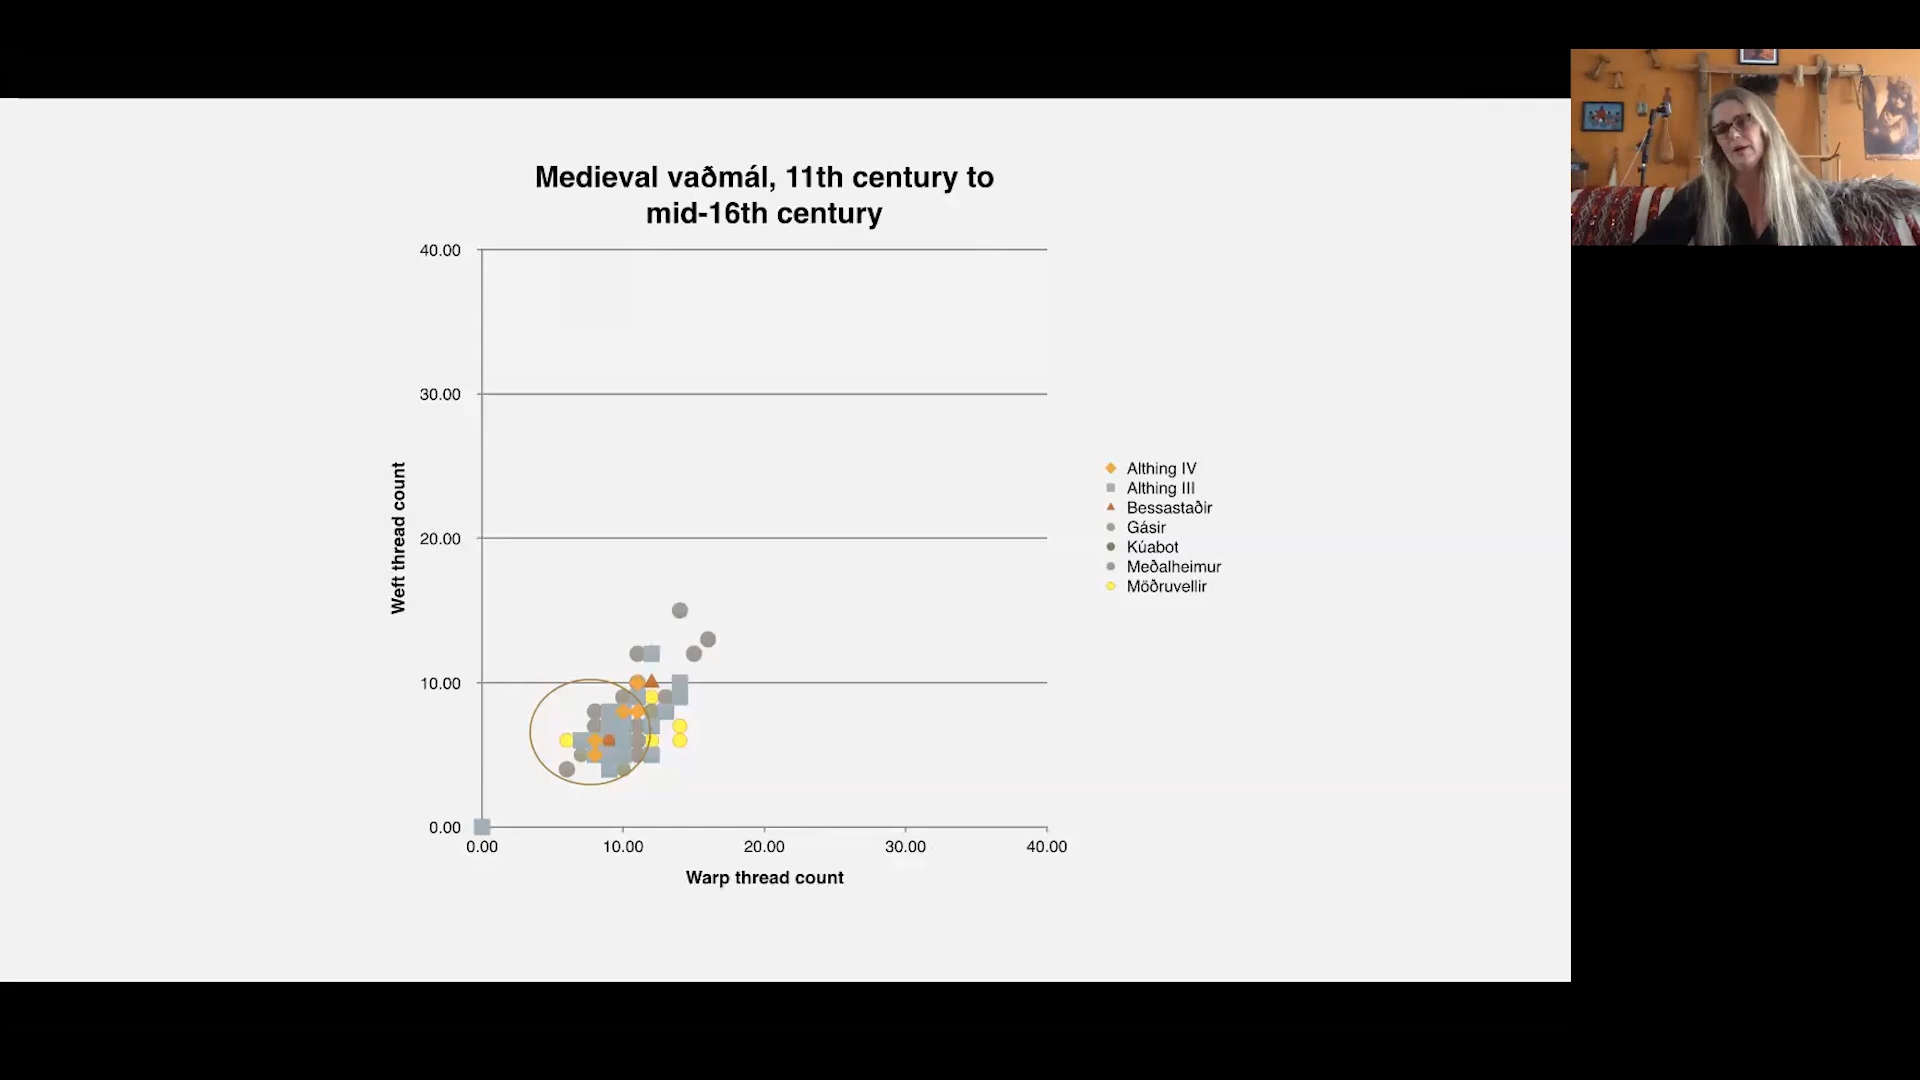 Medieval vaðmál, 11th century to
mid-16th century
40.00
30.00
20.00
10.00
0.00
0.00 10.00 20.00 30.00 40.00
Weft thread count
Warp thread count
Althing IV
Althing III
Bessastaðir
Gásir
Kúabot
Meðalheimur
Möðruvellir